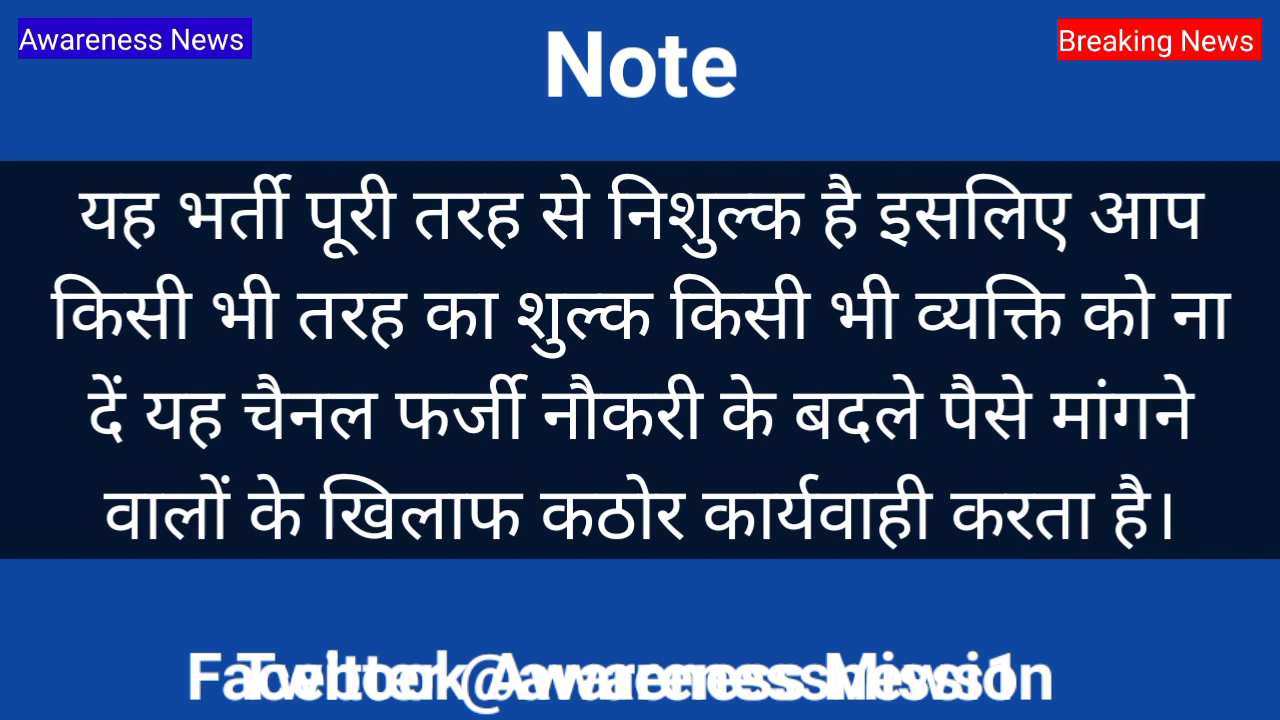 Awareness News
Note
Breaking News
यह भर्ती पूरी तरह से निशुल्क है इसलिए आप
किसी भी तरह का शुल्क किसी भी व्यक्ति को ना
दें यह चैनल फर्जी नौकरी के बदले पैसे मांगने
वालों के खिलाफ कठोर कार्यवाही करता है।